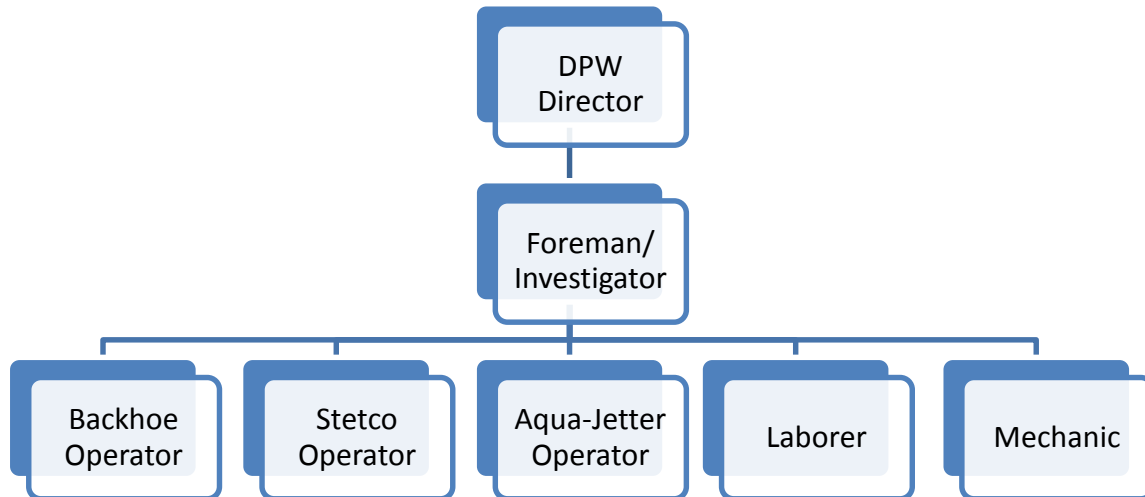 DPW
Director
Foreman/
Investigator
Backhoe
Operator
Stetco
Operator
Aqua-Jetter
Operator
Laborer
Mechanic